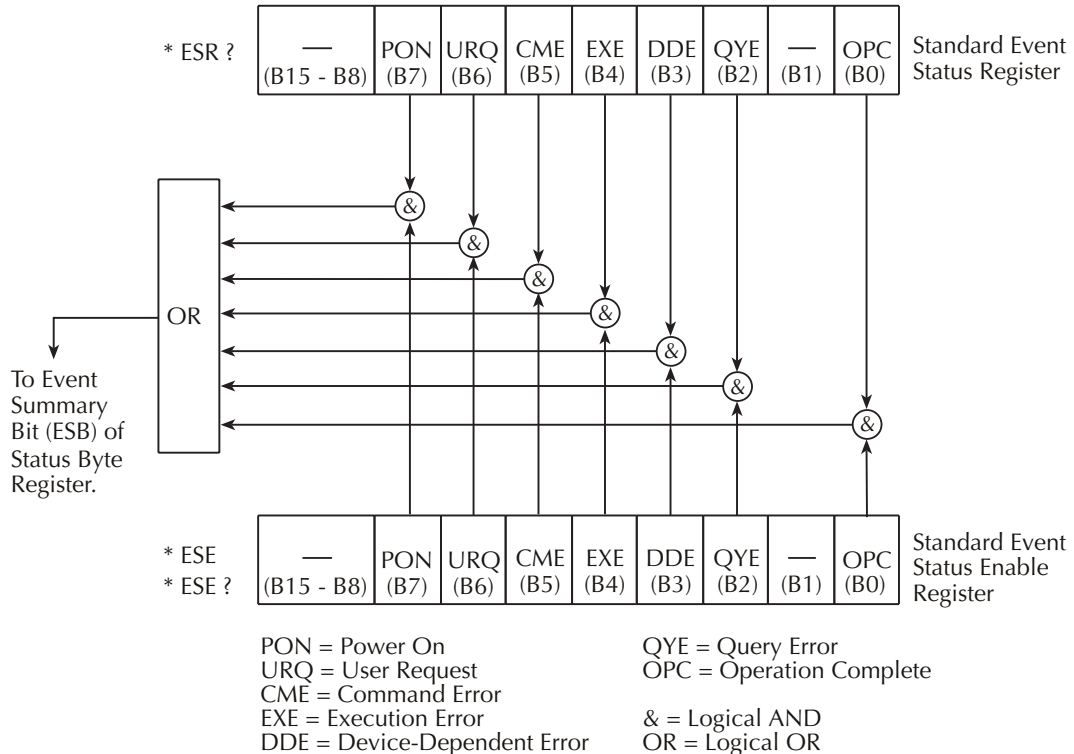 * ESR ?
—
(B15 - B8)
PON
(B7)
URQ
(B6)
CME
(B5)
EXE
(B4)
DDE
(B3)
QYE
(B2)
—
(B1)
OPC
(B0)
Standard Event
Status Register
&
&
&
&
&
&
&
OR
To Event
Summary
Bit (ESB) of
Status Byte
Register.
* ESE
* ESE ?
—
(B15 - B8)
PON
(B7)
URQ
(B6)
CME
(B5)
EXE
(B4)
DDE
(B3)
QYE
(B2)
—
(B1)
OPC
(B0)
Standard Event
Status Enable
Register
PON = Power On
URQ = User Request
CME = Command Error
EXE = Execution Error
DDE = Device-Dependent Error
QYE = Query Error
OPC = Operation Complete
& = Logical AND
OR = Logical OR